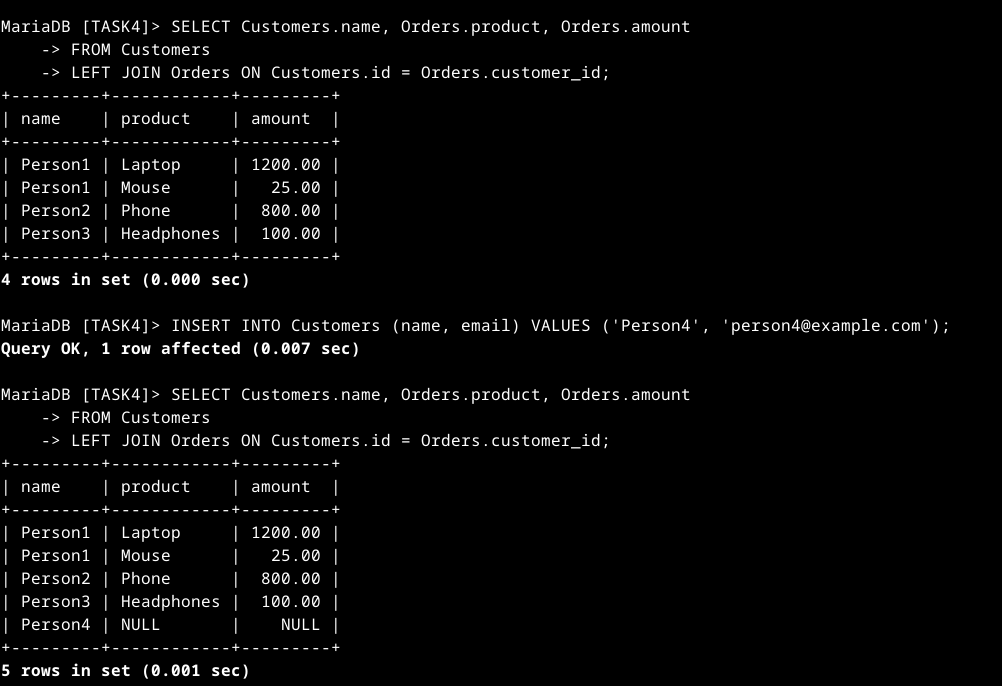 MariaDB [TASK4]> SELECT Customers.name, Orders.product, Orders.amount
    -> FROM Customers
    -> LEFT JOIN Orders ON Customers.id = Orders.customer_id;
+---------+------------+---------+
| name    | product    | amount  |
+---------+------------+---------+
| Person1 | Laptop     | 1200.00 |
| Person1 | Mouse      |   25.00 |
| Person2 | Phone      |  800.00 |
| Person3 | Headphones |  100.00 |
+---------+------------+---------+
4 rows in set (0.000 sec)

MariaDB [TASK4]> INSERT INTO Customers (name, email) VALUES ('Person4', 'person4@example.com');
Query OK, 1 row affected (0.007 sec)

MariaDB [TASK4]> SELECT Customers.name, Orders.product, Orders.amount
    -> FROM Customers
    -> LEFT JOIN Orders ON Customers.id = Orders.customer_id;
+---------+------------+---------+
| name    | product    | amount  |
+---------+------------+---------+
| Person1 | Laptop     | 1200.00 |
| Person1 | Mouse      |   25.00 |
| Person2 | Phone      |  800.00 |
| Person3 | Headphones |  100.00 |
| Person4 | NULL       |    NULL |
+---------+------------+---------+
5 rows in set (0.001 sec)